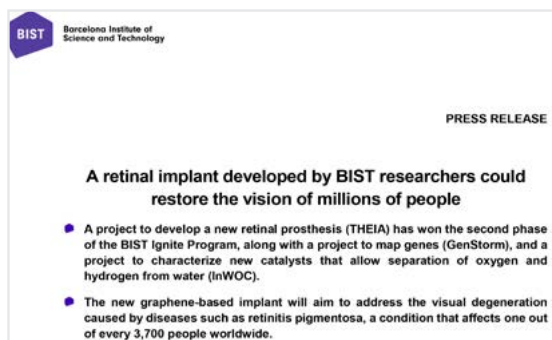 BIST
Barcelona Institute of
Science and Technology
PRESS RELEASE
A retinal implant developed by BIST researchers could
restore the vision of millions of people
A project to develop a new retinal prosthesis (THEIA) has won the second phase
of the BIST Ignite Program, along with a project to map genes (GenStorm), and a
project to characterize new catalysts that allow separation of oxygen and
hydrogen from water (InWOC).
The new graphene-based implant will aim to address the visual degeneration
caused by diseases such as retinitis pigmentosa, a condition that affects one out
of every 3,700 people worldwide.